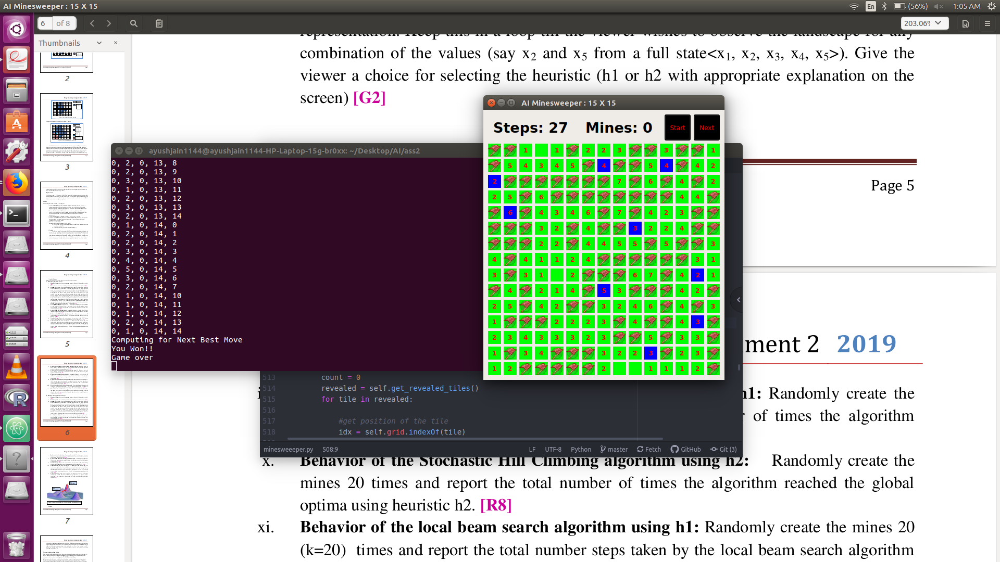 AI Minesweeper : 15 X 15
En
(56%)
1:05 AM
6 of 8
203.06%
Thumbnails
2
3
4
5
6
7
representation. Keep this in a loop till the viewer wishes to observe the landscape for any
combination of the values (say x2 and x5 from a full state<x1, x2, x3, x4, x5>). Give the
viewer a choice for selecting the heuristic (h1 or h2 with appropriate explanation on the
screen) [G2]
Page 5
AI Minesweeper : 15 X 15
Steps: 27 Mines: 0 Start Next
1 1 2 2 3 3 1
5 4 3 4 5 4 5 4 4 2
2 7 6 4 2
2 5 6 4 4
6 4 3 4 6 7 4 2 3
3 2 4 3 2 2 4
2 2 4 4 5 5 5 3
4 4 1 1 2 4 3 1
3 3 1 2 6 7 4 2 1
4 2 1 4 5 3 4 2
2 5 4 2 3 2 4 6 4 3
1 2 2 2 3 4 4 3
2 3 4 3 3 2 3 5 3 3
1 3 4 3 2 2 3 2 3
1 2 2 1 1 1 2
ayushjain1144@ayushjain1144-HP-Laptop-15g-br0xx: ~/Desktop/AI/ass2
0, 2, 0, 13, 8
0, 2, 0, 13, 9
0, 3, 0, 13, 10
0, 1, 0, 13, 11
0, 2, 0, 13, 12
0, 3, 0, 13, 13
0, 2, 0, 13, 14
0, 1, 0, 14, 0
0, 2, 0, 14, 1
0, 2, 0, 14, 2
0, 3, 0, 14, 3
0, 4, 0, 14, 4
0, 5, 0, 14, 5
0, 3, 0, 14, 6
0, 2, 0, 14, 7
0, 1, 0, 14, 10
0, 1, 0, 14, 11
0, 1, 0, 14, 12
0, 2, 0, 14, 13
0, 1, 0, 14, 14
Computing for Next Best Move
You Won!!
Game over
513 count = 0
514 revealed = self.get_revealed_tiles()
515 for tile in revealed:
516
517 #get position of the tile
518 idx = self.grid.indexOf(tile)
minesweeeper.py 508:9 LF UTF-8 Python master Fetch GitHub Git (3)
ment 2 2019
h1: Randomly create the
of times the algorithm
x. Behavior of the Stochastic Hill Climbing algorithm using h2: Randomly create the
mines 20 times and report the total number of times the algorithm reached the global
optima using heuristic h2. [R8]
xi. Behavior of the local beam search algorithm using h1: Randomly create the mines 20
(k=20) times and report the total number steps taken by the local beam search algorithm